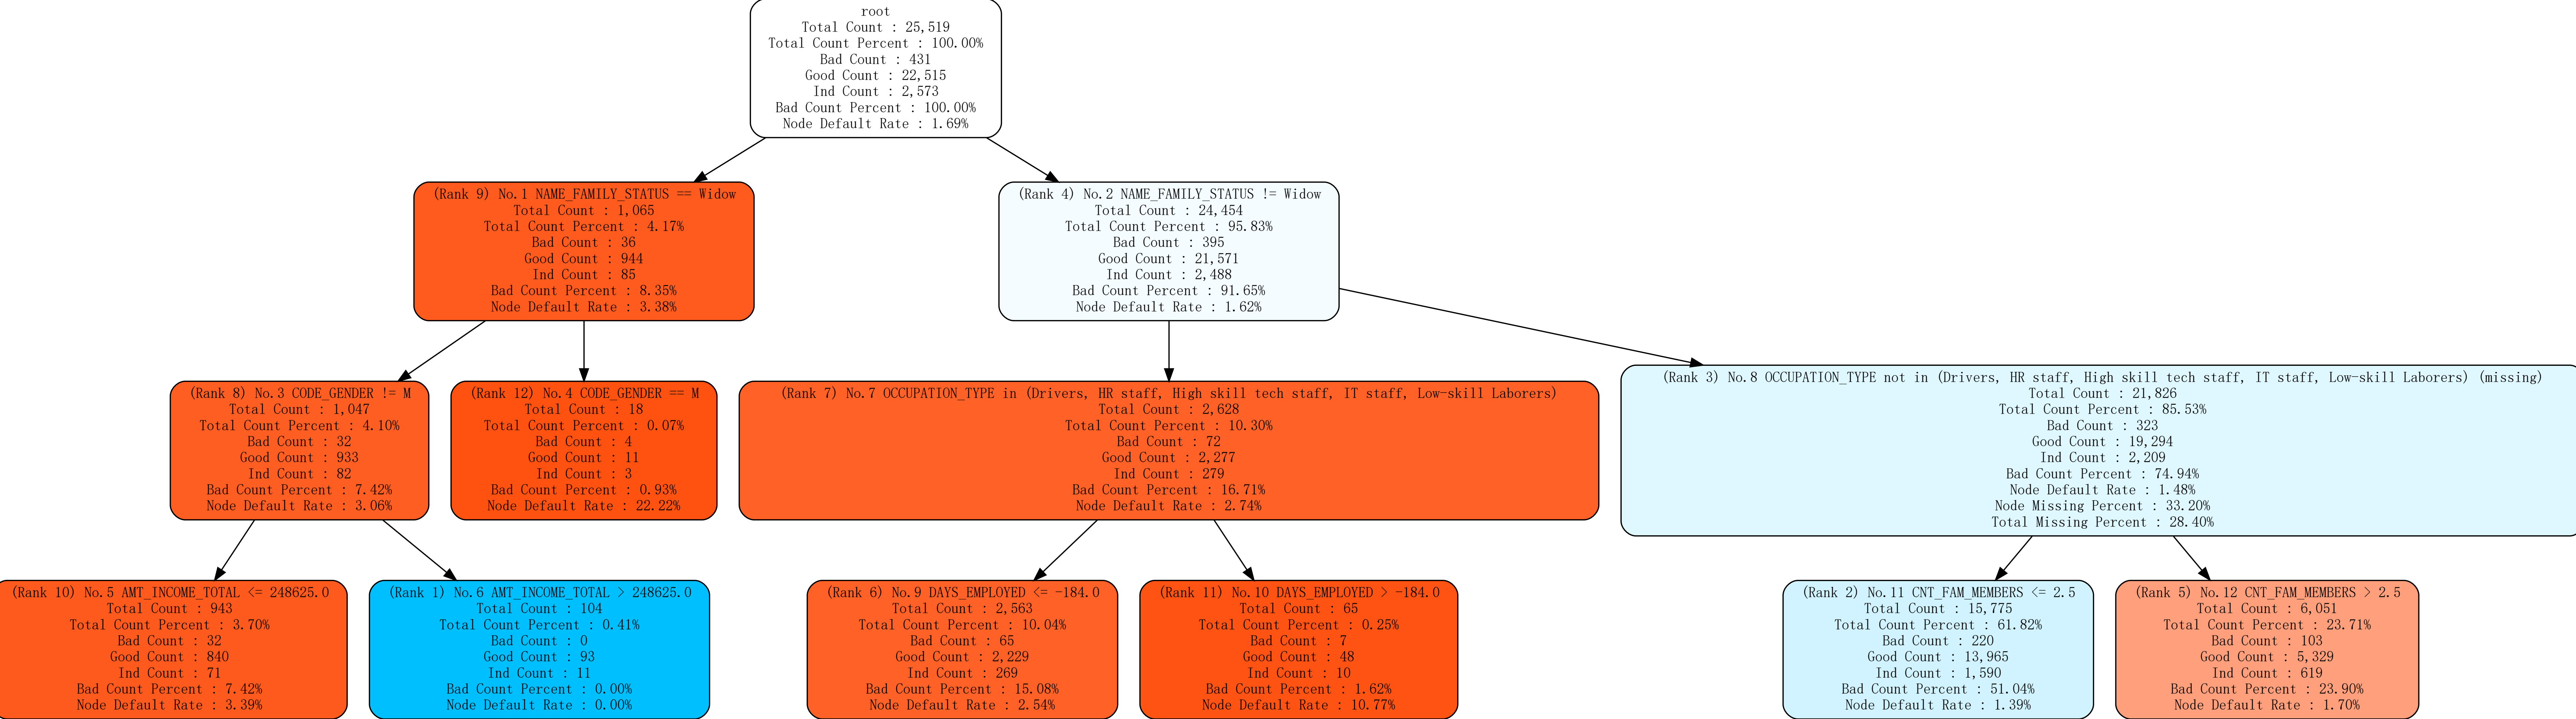 root
Total Count : 25,519
Total Count Percent : 100.00%
Bad Count : 431
Good Count : 22,515
Ind Count : 2,573
Bad Count Percent : 100.00%
Node Default Rate : 1.69%
(Rank 9) No.1 NAME_FAMILY_STATUS == Widow
Total Count : 1,065
Total Count Percent : 4.17%
Bad Count : 36
Good Count : 944
Ind Count : 85
Bad Count Percent : 8.35%
Node Default Rate : 3.38%
(Rank 4) No.2 NAME_FAMILY_STATUS != Widow
Total Count : 24,454
Total Count Percent : 95.83%
Bad Count : 395
Good Count : 21,571
Ind Count : 2,488
Bad Count Percent : 91.65%
Node Default Rate : 1.62%
(Rank 8) No.3 CODE_GENDER != M
Total Count : 1,047
Total Count Percent : 4.10%
Bad Count : 32
Good Count : 933
Ind Count : 82
Bad Count Percent : 7.42%
Node Default Rate : 3.06%
(Rank 12) No.4 CODE_GENDER == M
Total Count : 18
Total Count Percent : 0.07%
Bad Count : 4
Good Count : 11
Ind Count : 3
Bad Count Percent : 0.93%
Node Default Rate : 22.22%
(Rank 7) No.7 OCCUPATION_TYPE in (Drivers, HR staff, High skill tech staff, IT staff, Low-skill Laborers)
Total Count : 2,628
Total Count Percent : 10.30%
Bad Count : 72
Good Count : 2,277
Ind Count : 279
Bad Count Percent : 16.71%
Node Default Rate : 2.74%
(Rank 3) No.8 OCCUPATION_TYPE not in (Drivers, HR staff, High skill tech staff, IT staff, Low-skill Laborers) (missing)
Total Count : 21,826
Total Count Percent : 85.53%
Bad Count : 323
Good Count : 19,294
Ind Count : 2,209
Bad Count Percent : 74.94%
Node Default Rate : 1.48%
Node Missing Percent : 33.20%
Total Missing Percent : 28.40%
(Rank 10) No.5 AMT_INCOME_TOTAL <= 248625.0
Total Count : 943
Total Count Percent : 3.70%
Bad Count : 32
Good Count : 840
Ind Count : 71
Bad Count Percent : 7.42%
Node Default Rate : 3.39%
(Rank 1) No.6 AMT_INCOME_TOTAL > 248625.0
Total Count : 104
Total Count Percent : 0.41%
Bad Count : 0
Good Count : 93
Ind Count : 11
Bad Count Percent : 0.00%
Node Default Rate : 0.00%
(Rank 6) No.9 DAYS_EMPLOYED <= -184.0
Total Count : 2,563
Total Count Percent : 10.04%
Bad Count : 65
Good Count : 2,229
Ind Count : 269
Bad Count Percent : 15.08%
Node Default Rate : 2.54%
(Rank 11) No.10 DAYS_EMPLOYED > -184.0
Total Count : 65
Total Count Percent : 0.25%
Bad Count : 7
Good Count : 48
Ind Count : 10
Bad Count Percent : 1.62%
Node Default Rate : 10.77%
(Rank 2) No.11 CNT_FAM_MEMBERS <= 2.5
Total Count : 15,775
Total Count Percent : 61.82%
Bad Count : 220
Good Count : 13,965
Ind Count : 1,590
Bad Count Percent : 51.04%
Node Default Rate : 1.39%
(Rank 5) No.12 CNT_FAM_MEMBERS > 2.5
Total Count : 6,051
Total Count Percent : 23.71%
Bad Count : 103
Good Count : 5,329
Ind Count : 619
Bad Count Percent : 23.90%
Node Default Rate : 1.70%